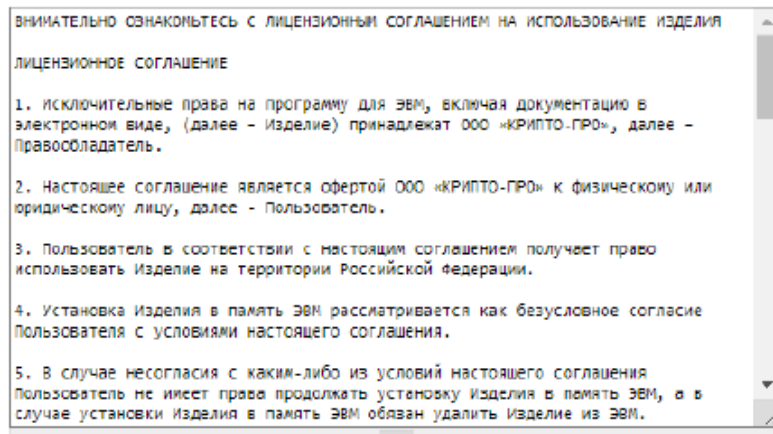 ВНИМАТЕЛЬНО ОЗНАКОМЬТЕСЬ С ЛИЦЕНЗИОННЫМ СОГЛАШЕНИЕМ НА ИСПОЛЬЗОВАНИЕ ИЗДЕЛИЯ
ЛИЦЕНЗИОННОЕ СОГЛАШЕНИЕ
1. Исключительные права на программу для ЭВМ, включая документацию в
электронном виде, (далее – Изделие) принадлежат ООО «КРИПТО-ПРО», далее –
Правообладатель.
2. Настоящее соглашение является офертой ООО «КРИПТО-ПРО» к физическому или
юридическому лицу, далее - Пользователь.
3. Пользователь в соответствии с настоящим соглашением получает право
использовать Изделие на территории Российской Федерации.
4. Установка Изделия в память ЭВМ рассматривается как безусловное согласие
Пользователя с условиями настоящего соглашения.
5. В случае несогласия с каким-либо из условий настоящего соглашения
Пользователь не имеет права продолжать установку Изделия в память ЭВМ, а в
случае установки Изделия в память ЭВМ обязан удалить Изделие из ЭВМ.